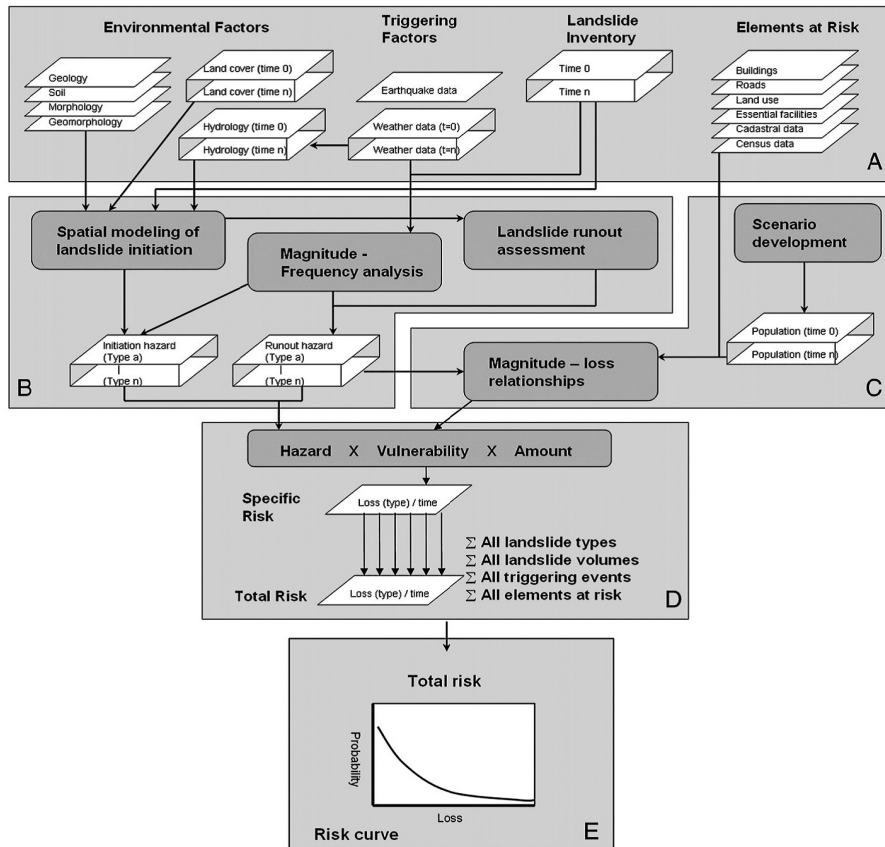 Environmental Factors
Triggering
Factors
Landslide
Inventory
Elements at Risk
Geology
Soil
Morphology
Geomorphology
Land cover (time 0)
Land cover (time n)
Hydrology (time 0)
Hydrology (time n)
Earthquake data
Weather data (t=0)
Weather data (t=n)
Time 0
Time n
Buildings
Roads
Land use
Essential facilities
Cadastral data
Census data
A
Spatial modeling of
landslide initiation
Magnitude -
Frequency analysis
Landslide runout
assessment
Scenario
development
Initiation hazard
(Type a)
(Type n)
Runout hazard
(Type a)
(Type n)
B
Magnitude – loss
relationships
Population (time 0)
Population (time n)
C
Hazard X Vulnerability X Amount
Specific
Risk
Loss (type) / time
Σ All landslide types
Σ All landslide volumes
Σ All triggering events
Σ All elements at risk
Total Risk
Loss (type) / time
D
Total risk
Probability
Loss
Risk curve
E